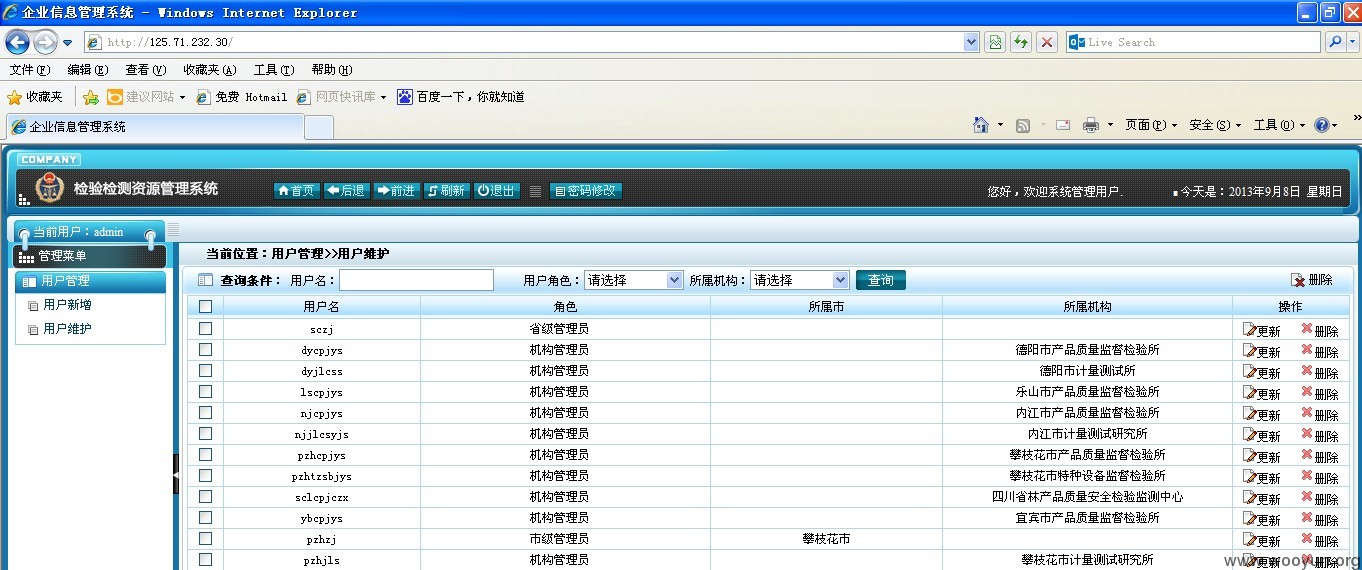 企业信息管理系统 - Windows Internet Explorer
http://125.71.232.30/
Live Search
文件(F) 编辑(E) 查看(V) 收藏夹(A) 工具(T) 帮助(H)
收藏夹 建议网站 免费 Hotmail 网页快讯库 百度一下，你就知道
企业信息管理系统
页面(P) 安全(S) 工具(O)
COMPANY
检验检测资源管理系统 首页 后退 前进 刷新 退出 密码修改 您好，欢迎系统管理用户. 今天是：2013年9月8日 星期日
当前用户：admin
管理菜单
用户管理
用户新增
用户维护
当前位置：用户管理>>用户维护
查询条件： 用户名： 用户角色：请选择 所属机构：请选择 查询 删除
用户名 角色 所属市 所属机构 操作
sczj 省级管理员 更新 删除
dycpjys 机构管理员 德阳市产品质量监督检验所 更新 删除
dyjlcss 机构管理员 德阳市计量测试所 更新 删除
lscpjys 机构管理员 乐山市产品质量监督检验所 更新 删除
njcpjys 机构管理员 内江市产品质量监督检验所 更新 删除
njjlcsyjs 机构管理员 内江市计量测试研究所 更新 删除
pzhcpjys 机构管理员 攀枝花市产品质量监督检验所 更新 删除
pzhtzsbjys 机构管理员 攀枝花市特种设备监督检验所 更新 删除
sclcpjczx 机构管理员 四川省林产品质量安全检验监测中心 更新 删除
ybcpjys 机构管理员 宜宾市产品质量监督检验所 更新 删除
pzhzj 市级管理员 攀枝花市 更新 删除
pzhjls 机构管理员 攀枝花市计量测试研究所 更新 删除
www.wooyun.org